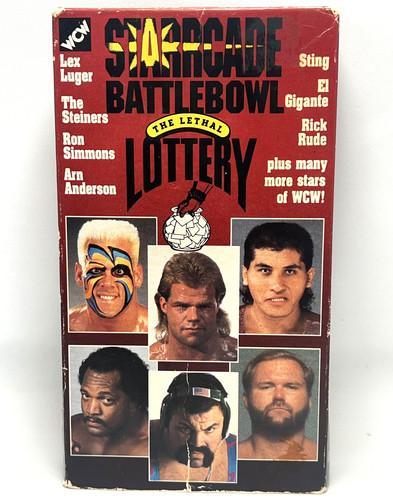 WCW
STARRCADE
BATTLEBOWL
THE LETHAL
LOTTERY
Lex
Luger
The
Steiners
Ron
Simmons
Arn
Anderson
Sting
El
Gigante
Rick
Rude
plus many
more stars
of WCW!